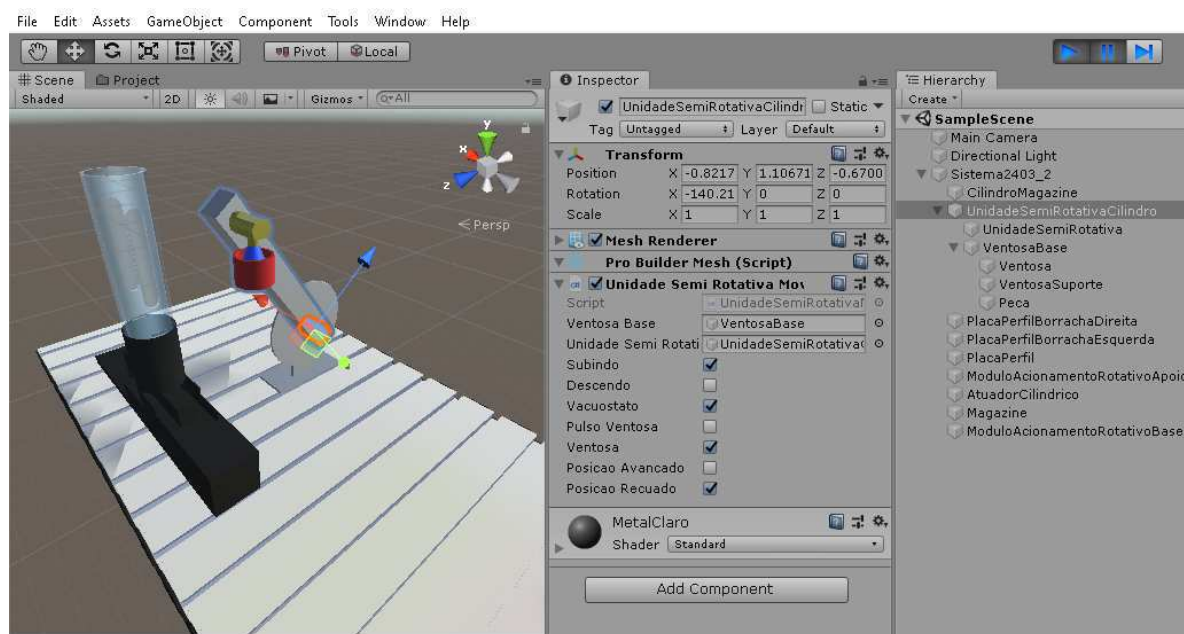 File Edit Assets GameObject Component Tools Window Help
Pivot Local
Scene Project
Shaded 2D Gizmos All
y
x
z
Persp
Inspector
UnidadeSemiRotativaCilindr Static
Tag Untagged Layer Default
Transform
Position X -0.8217 Y 1.10671 Z -0.6700
Rotation X -140.21 Y 0 Z 0
Scale X 1 Y 1 Z 1
Mesh Renderer
Pro Builder Mesh (Script)
Unidade Semi Rotativa Mov
Script UnidadeSemiRotativaM
Ventosa Base VentosaBase
Unidade Semi Rotati UnidadeSemiRotativa
Subindo
Descendo
Vacuostato
Pulso Ventosa
Ventosa
Posicao Avancado
Posicao Recuado
MetalClaro
Shader Standard
Add Component
Hierarchy
Create
SampleScene
Main Camera
Directional Light
Sistema2403_2
CilindroMagazine
UnidadeSemiRotativaCilindro
UnidadeSemiRotativa
VentosaBase
Ventosa
VentosaSuporte
Peca
PlacaPerfilBorrachaDireita
PlacaPerfilBorrachaEsquerda
PlacaPerfil
ModuloAcionamentoRotativoApoio
AtuadorCilindrico
Magazine
ModuloAcionamentoRotativoBase